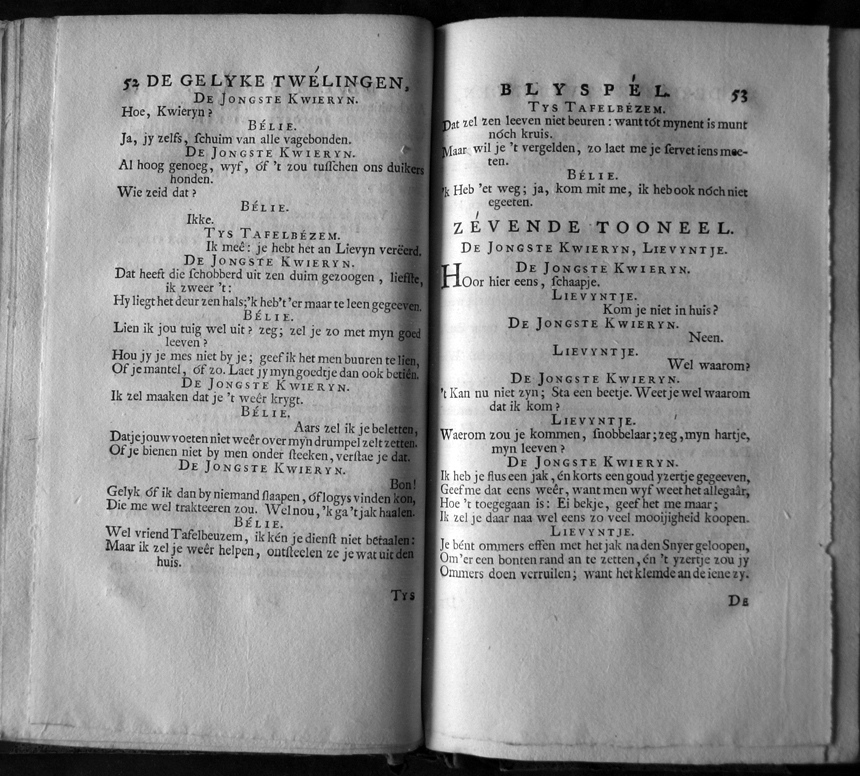 52 DE GELYKE TWÉLINGEN,
De Jongste Kwieryn.
Hoe, Kwieryn?
Bélie.
Ja, jy zelfs, ſchuim van alle vagebonden.
De Jongste Kwieryn.
Al hoog genoeg, wyf, óf 't zou tuſſchen ons duikers
honden.
Wie zeid dat?
Bélie.
Ikke.
Tys Tafelbézem.
Ik meê: je hebt het an Lievyn vereerd.
De Jongste Kwieryn.
Dat heeft die ſchobberd uit zen duim gezoogen, liefſte,
ik zweer 't:
Hy liegt het deur zen hals; 'k heb't 'er maar te leen gegeeven.
Bélie.
Lien ik jou tuig wel uit? zeg; zel je zo met myn goed
leeven?
Hou jy je mes niet by je; geef ik het men buuren te lien,
Of je mantel, óf zo. Laet jy myn goedtje dan ook betiên.
De Jongste Kwieryn.
Ik zel maaken dat je 't weêr krygt.
Bélie.
Aars zel ik je beletten,
Dat je jouw voeten niet weêr over myn drumpel zelt zetten.
Of je bienen niet by men onder ſteeken, verſtae je dat.
De Jongste Kwieryn.
Bon!
Gelyk óf ik dan by niemand ſlaapen, óf logys vinden kon,
Die me wel trakteeren zou. Wel nou, 'k ga 't jak haalen.
Bélie.
Wel vriend Tafelbeuzem, ik kén je dienſt niet betaalen:
Maar ik zel je weêr helpen, ontſteelen ze je wat uit den
huis.
Tys
BLYSPÉL. 53
Tys Tafelbézem.
Dat zel zen leeven niet beuren: want tót mynent is munt
nóch kruis.
Maar wil je 't vergelden, zo laet me je ſervet iens mee-
ten.
Bélie.
'k Heb 'et weg; ja, kom mit me, ik heb ook nóch niet
egeeten.
ZÉVENDE TOONEEL.
De Jongste Kwieryn, Lievyntje.
De Jongste Kwieryn.
HOor hier eens, ſchaapje.
Lievyntje.
Kom je niet in huis?
De Jongste Kwieryn.
Neen.
Lievyntje.
Wel waarom?
De Jongste Kwieryn.
't Kan nu niet zyn; Sta een beetje. Weet je wel waarom
dat ik kom?
Lievyntje.
Waerom zou je kommen, ſnobbelaar; zeg, myn hartje,
myn leeven?
De Jongste Kwieryn.
Ik heb je flus een jak, én korts een goud yzertje gegeeven,
Geef me dat eens weêr, want men wyf weet het allegaâr,
Hoe 't toegegaan is: Ei bekje, geef het me maar;
Ik zel je daar naa wel eens zo veel mooijigheid koopen.
Lievyntje.
Je bént ommers effen met het jak na den Snyer geloopen,
Om'er een bonten rand an te zetten, én 't yzertje zou jy
Ommers doen verruilen; want het klemde an de iene zy.
De